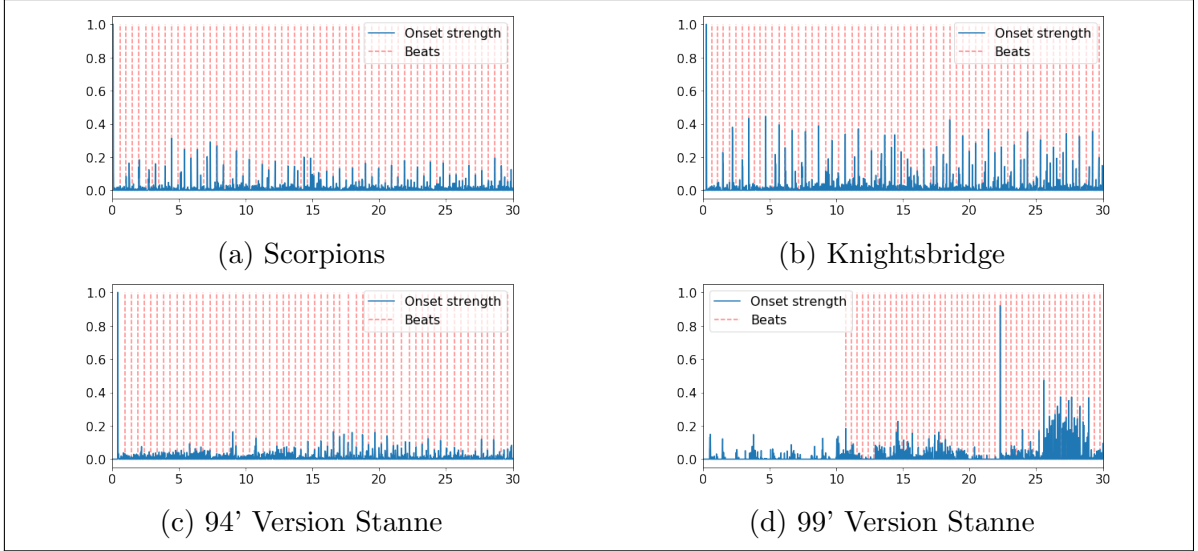 1.0
0.8
0.6
0.4
0.2
0.0
0 5 10 15 20 25 30
Onset strength
Beats
(a) Scorpions
1.0
0.8
0.6
0.4
0.2
0.0
0 5 10 15 20 25 30
Onset strength
Beats
(b) Knightsbridge
1.0
0.8
0.6
0.4
0.2
0.0
0 5 10 15 20 25 30
Onset strength
Beats
(c) 94’ Version Stanne
1.0
0.8
0.6
0.4
0.2
0.0
0 5 10 15 20 25 30
Onset strength
Beats
(d) 99’ Version Stanne